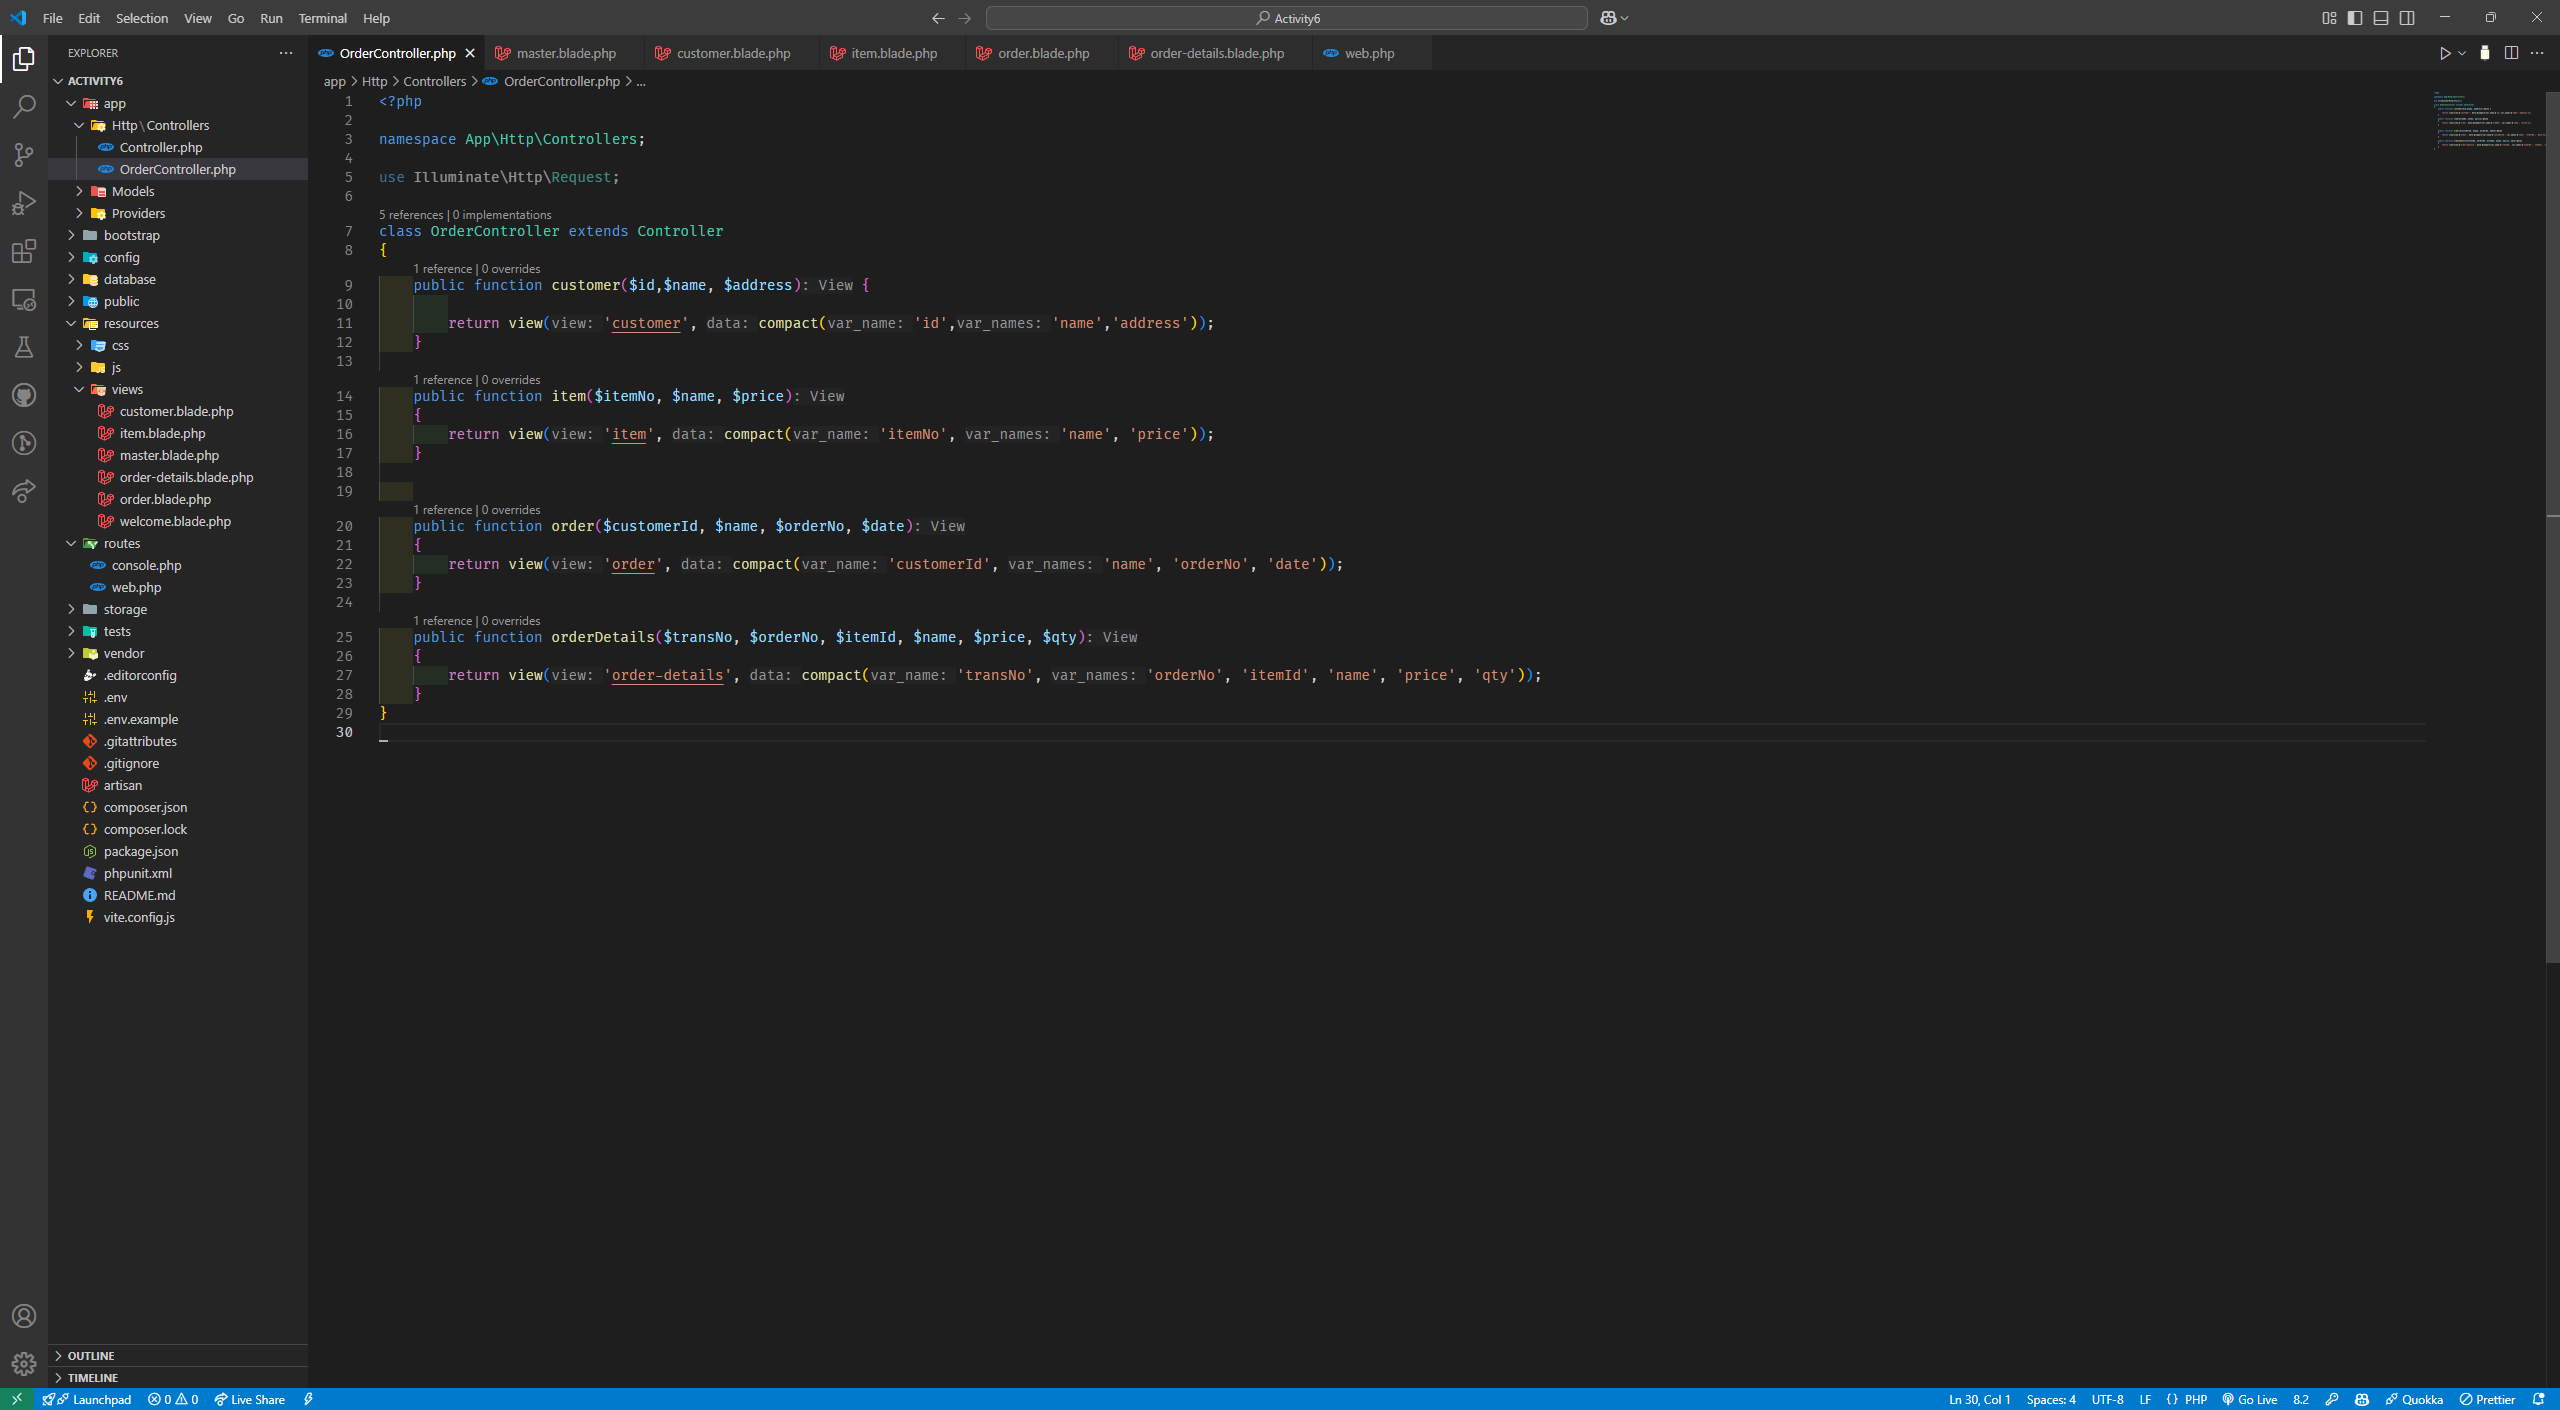 File Edit Selection View Go Run Terminal Help
Activity6
EXPLORER
OrderController.php
master.blade.php
customer.blade.php
item.blade.php
order.blade.php
order-details.blade.php
web.php
ACTIVITY6
app
Http\Controllers
Controller.php
OrderController.php
Models
Providers
bootstrap
config
database
public
resources
css
js
views
customer.blade.php
item.blade.php
master.blade.php
order-details.blade.php
order.blade.php
welcome.blade.php
routes
console.php
web.php
storage
tests
vendor
.editorconfig
.env
.env.example
.gitattributes
.gitignore
artisan
composer.json
composer.lock
package.json
phpunit.xml
README.md
vite.config.js
OUTLINE
TIMELINE
app > Http > Controllers > OrderController.php > ...
1 <?php
2
3 namespace App\Http\Controllers;
4
5 use Illuminate\Http\Request;
6
5 references | 0 implementations
7 class OrderController extends Controller
8 {
1 reference | 0 overrides
9 public function customer($id,$name, $address): View {
10
11 return view(view: 'customer', data: compact(var_name: 'id',var_names: 'name','address'));
12 }
13
1 reference | 0 overrides
14 public function item($itemNo, $name, $price): View
15 {
16 return view(view: 'item', data: compact(var_name: 'itemNo', var_names: 'name', 'price'));
17 }
18
19
1 reference | 0 overrides
20 public function order($customerId, $name, $orderNo, $date): View
21 {
22 return view(view: 'order', data: compact(var_name: 'customerId', var_names: 'name', 'orderNo', 'date'));
23 }
24
1 reference | 0 overrides
25 public function orderDetails($transNo, $orderNo, $itemId, $name, $price, $qty): View
26 {
27 return view(view: 'order-details', data: compact(var_name: 'transNo', var_names: 'orderNo', 'itemId', 'name', 'price', 'qty'));
28 }
29 }
30
Launchpad 0 0 Live Share
Ln 30, Col 1 Spaces: 4 UTF-8 LF {} PHP Go Live 8.2 Quokka Prettier